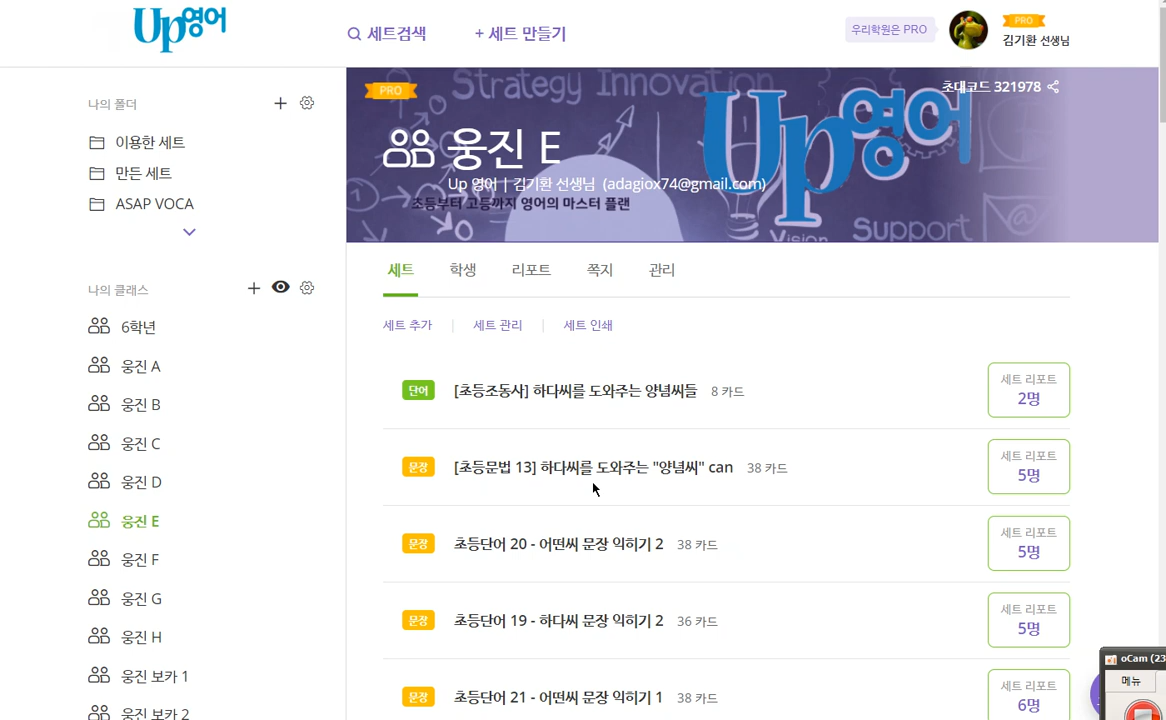 Up영어
세트검색
+ 세트 만들기
우리학원은 PRO
PRO
김기환 선생님
나의 폴더
이용한 세트
만든 세트
ASAP VOCA
나의 클래스
6학년
웅진 A
웅진 B
웅진 C
웅진 D
웅진 E
웅진 F
웅진 G
웅진 H
웅진 보카 1
웅진 보카 2
PRO
Strategy Innovation
초대코드 321978
웅진 E
Up영어
Up 영어 | 김기환 선생님 (adagiox74@gmail.com)
초등부터 고등까지 영어의 마스터 플랜
Vision
Support
세트
학생
리포트
쪽지
관리
세트 추가 | 세트 관리 | 세트 인쇄
단어 [초등조동사] 하다씨를 도와주는 양념씨들 8 카드
세트 리포트
2명
문장 [초등문법 13] 하다씨를 도와주는 "양념씨" can 38 카드
세트 리포트
5명
문장 초등단어 20 - 어떤씨 문장 익히기 2 38 카드
세트 리포트
5명
문장 초등단어 19 - 하다씨 문장 익히기 2 36 카드
세트 리포트
5명
문장 초등단어 21 - 어떤씨 문장 익히기 1 38 카드
세트 리포트
6명
oCam (23
메뉴